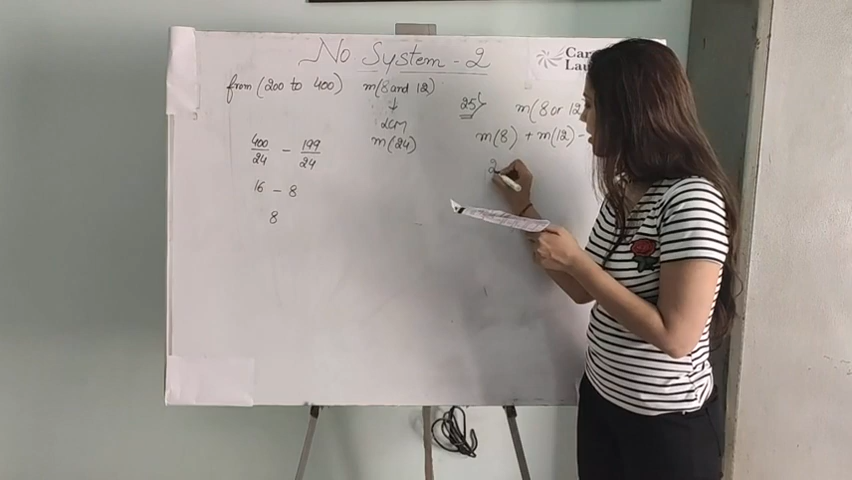 No System - 2
from (200 to 400) m(8 and 12)
↓
LCM
m(24)
400/24 - 199/24
16 - 8
8
25
m(8 or 12
m(8) + m(12) -
2